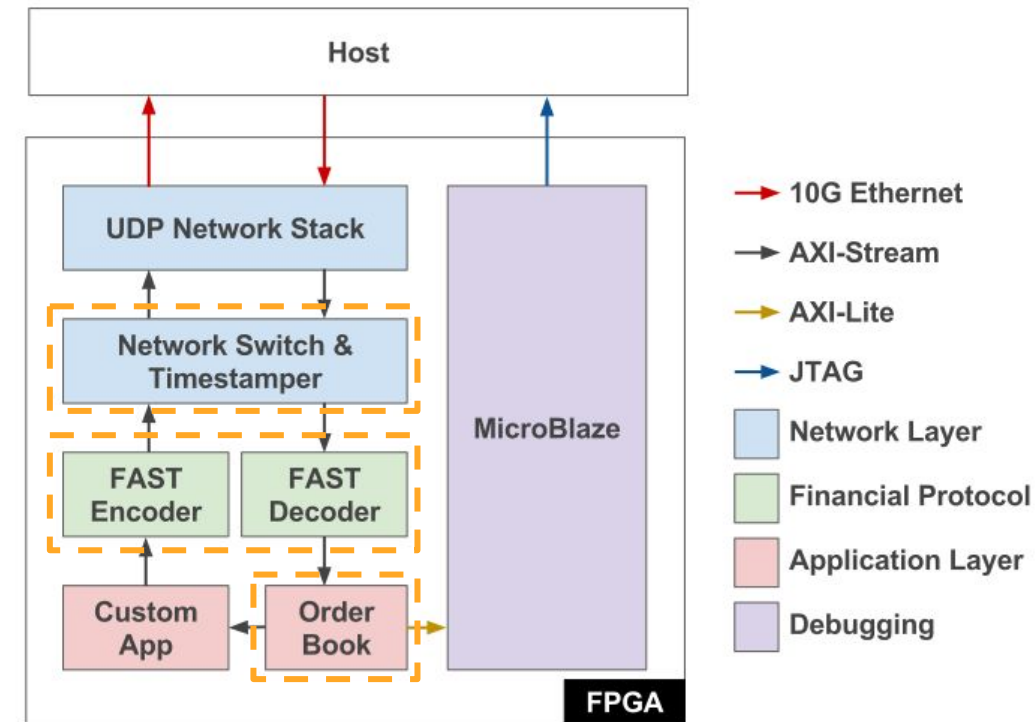 Host
UDP Network Stack
Network Switch &
Timestamper
FAST
Encoder
FAST
Decoder
Custom
App
Order
Book
MicroBlaze
FPGA
10G Ethernet
AXI-Stream
AXI-Lite
JTAG
Network Layer
Financial Protocol
Application Layer
Debugging